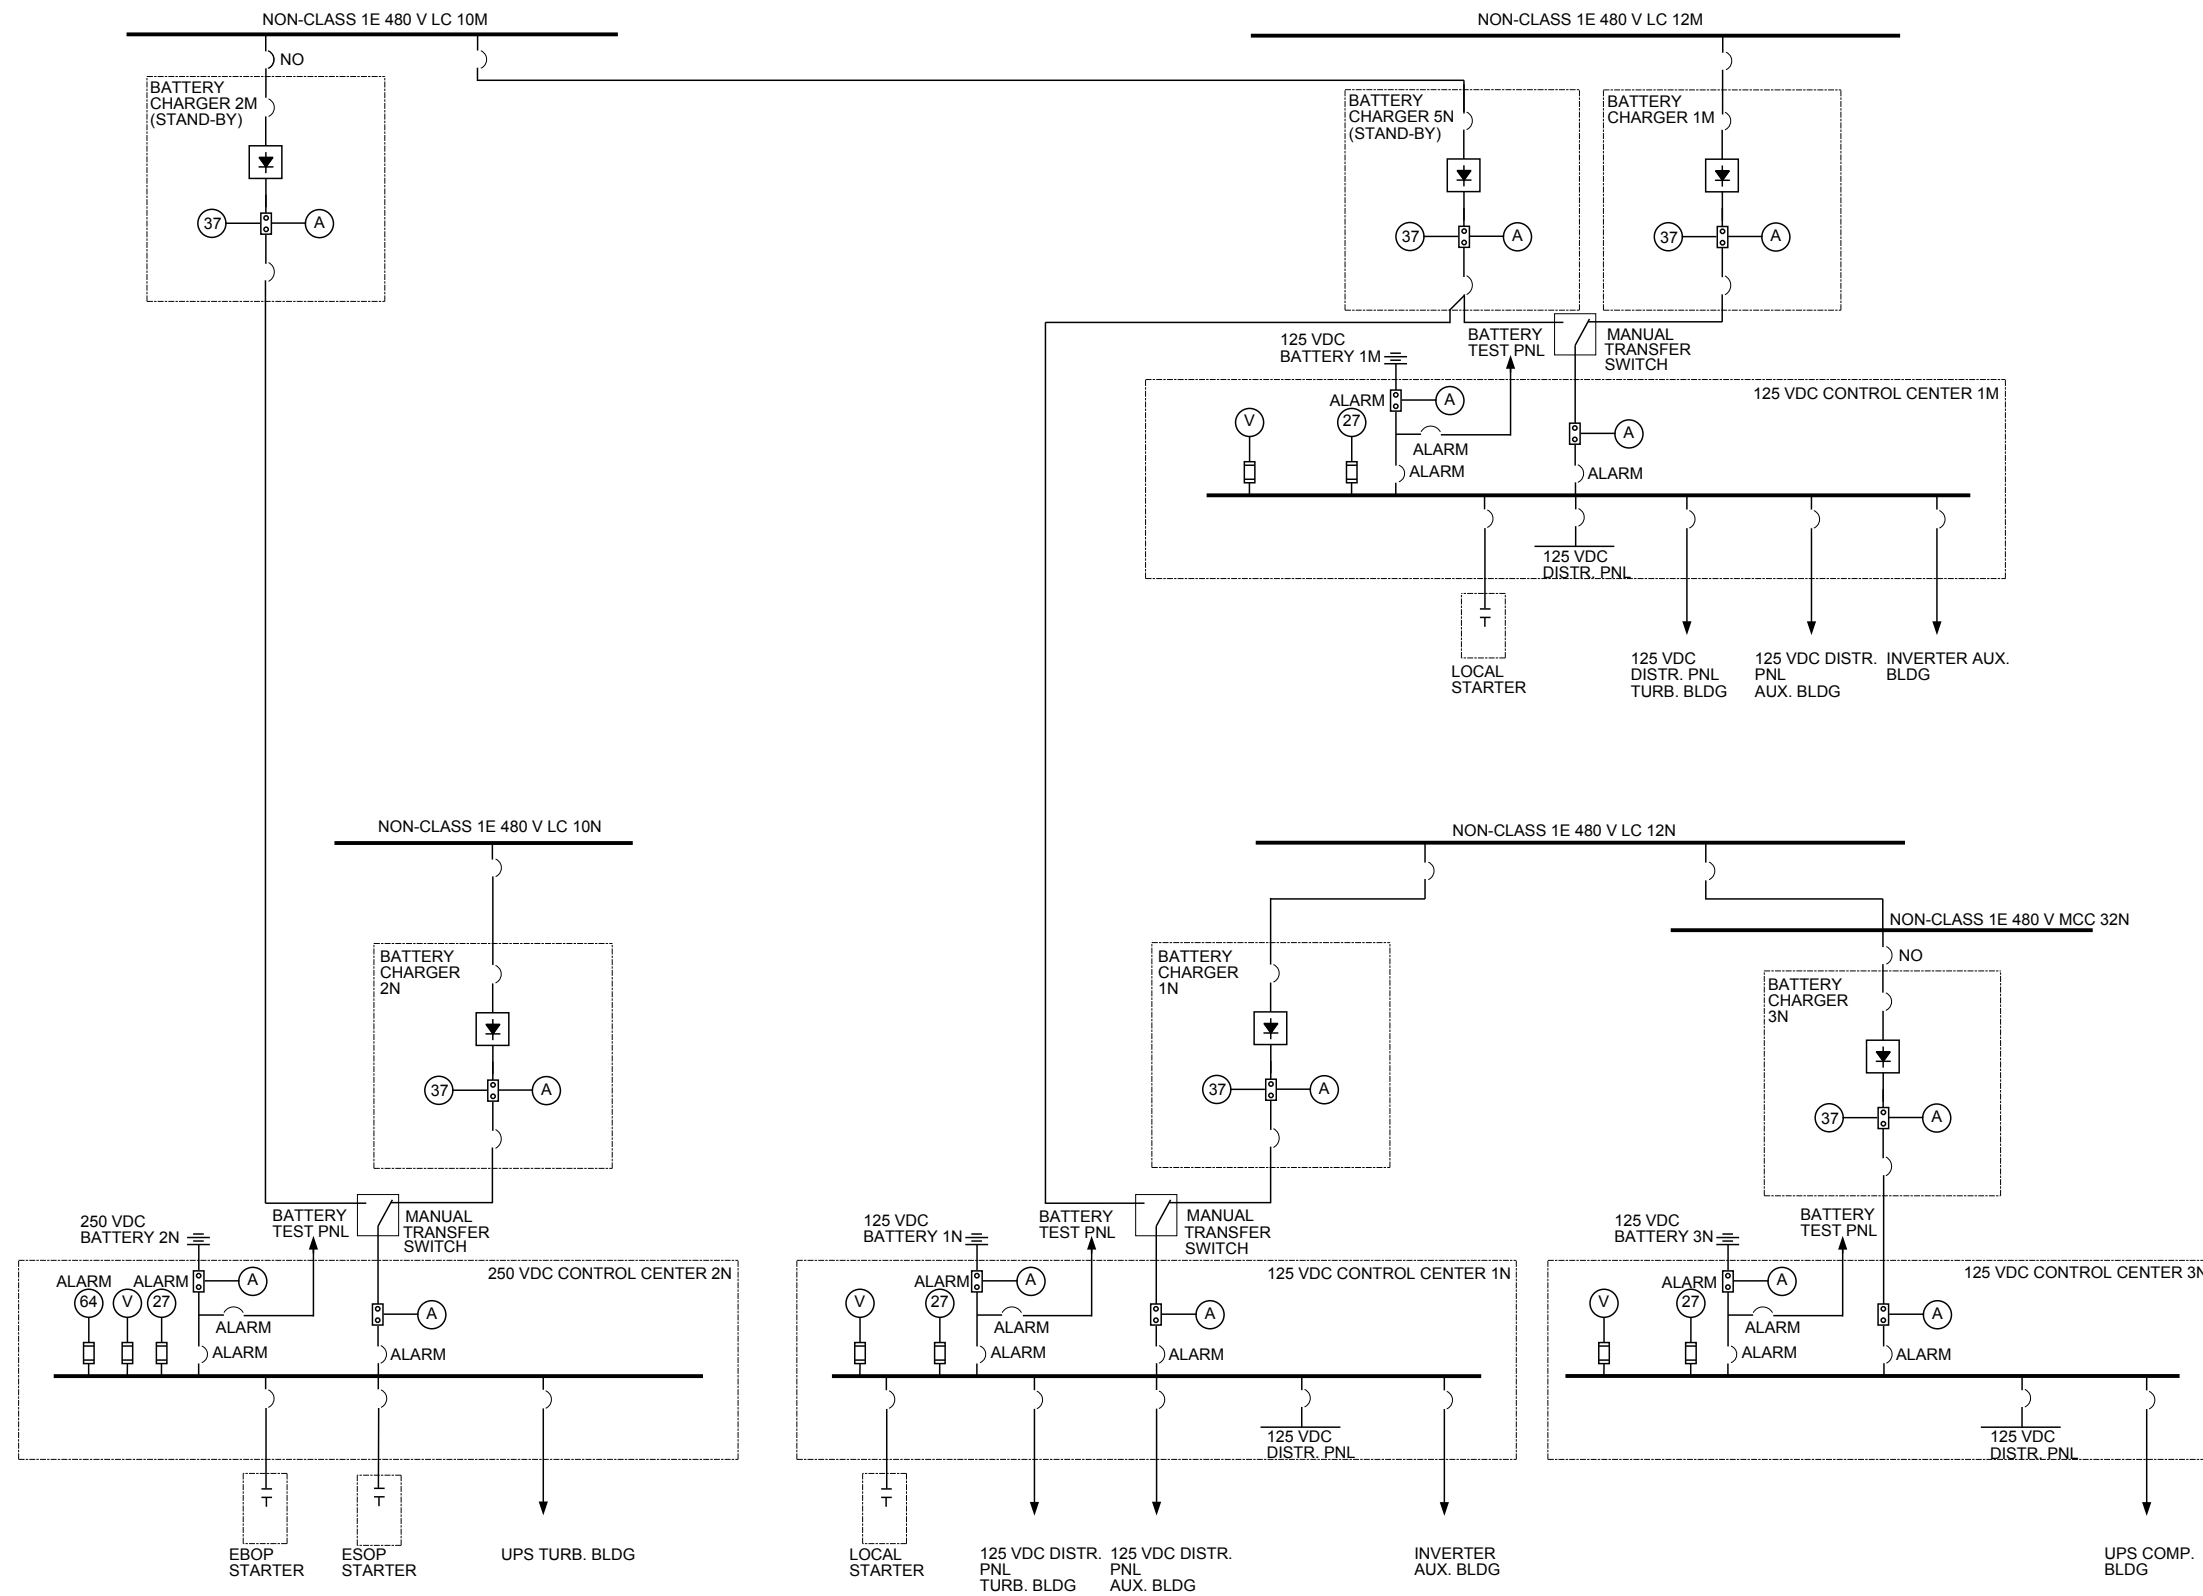 NON-CLASS 1E 480 V LC 10M
NON-CLASS 1E 480 V LC 12M
NO
BATTERY
CHARGER 2M
(STAND-BY)
37
A
BATTERY
CHARGER 5N
(STAND-BY)
37
A
BATTERY
CHARGER 1M
37
A
125 VDC
BATTERY 1M
BATTERY
TEST PNL
MANUAL
TRANSFER
SWITCH
125 VDC CONTROL CENTER 1M
ALARM
A
V
27
A
ALARM
ALARM
ALARM
125 VDC
DISTR. PNL
LOCAL
STARTER
125 VDC
DISTR. PNL
TURB. BLDG
125 VDC DISTR.
PNL
AUX. BLDG
INVERTER AUX.
BLDG
NON-CLASS 1E 480 V LC 10N
NON-CLASS 1E 480 V LC 12N
NON-CLASS 1E 480 V MCC 32N
NO
BATTERY
CHARGER
2N
37
A
BATTERY
CHARGER
1N
37
A
BATTERY
CHARGER
3N
37
A
250 VDC
BATTERY 2N
BATTERY
TEST PNL
MANUAL
TRANSFER
SWITCH
250 VDC CONTROL CENTER 2N
ALARM
ALARM
A
64
V
27
A
ALARM
ALARM
ALARM
EBOP
STARTER
ESOP
STARTER
UPS TURB. BLDG
125 VDC
BATTERY 1N
BATTERY
TEST PNL
MANUAL
TRANSFER
SWITCH
125 VDC CONTROL CENTER 1N
ALARM
A
V
27
A
ALARM
ALARM
ALARM
125 VDC
DISTR. PNL
LOCAL
STARTER
125 VDC DISTR.
PNL
TURB. BLDG
125 VDC DISTR.
PNL
AUX. BLDG
INVERTER
AUX. BLDG
125 VDC
BATTERY 3N
BATTERY
TEST PNL
125 VDC CONTROL CENTER 3N
ALARM
A
V
27
A
ALARM
ALARM
ALARM
125 VDC
DISTR. PNL
UPS COMP.
BLDG